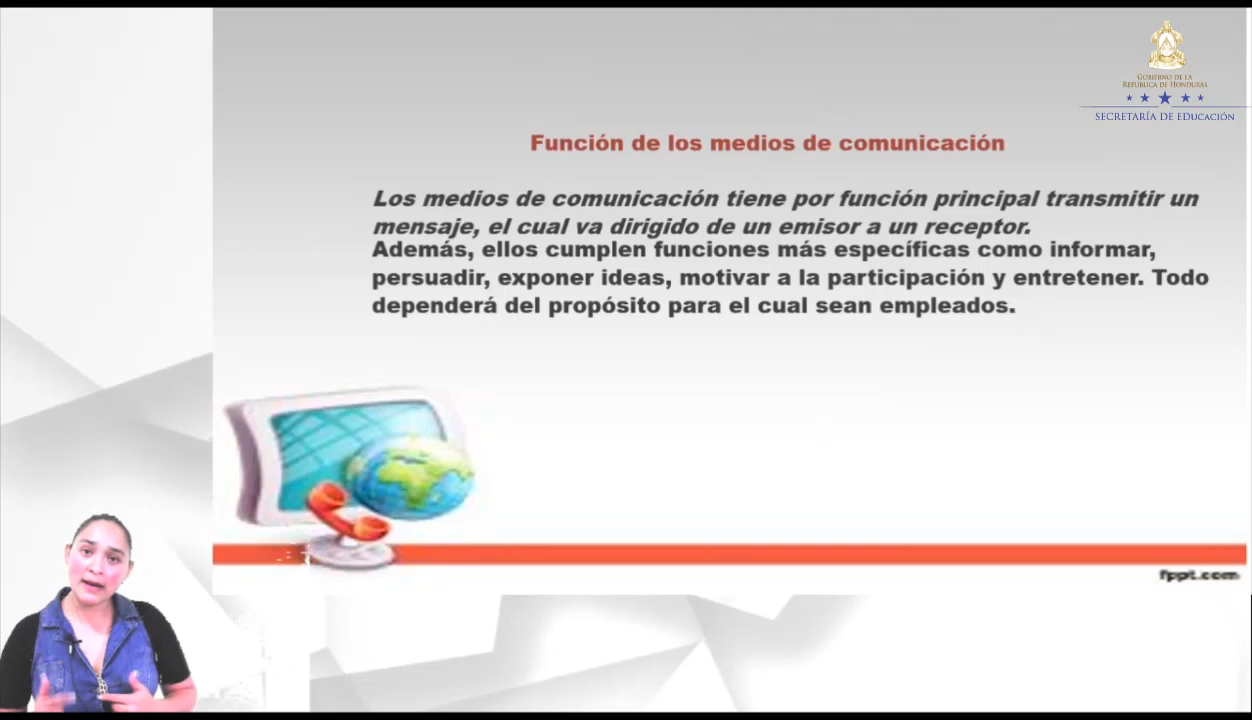 GOBIERNO DE LA
REPÚBLICA DE HONDURAS
SECRETARÍA DE EDUCACIÓN
Función de los medios de comunicación
Los medios de comunicación tiene por función principal transmitir un
mensaje, el cual va dirigido de un emisor a un receptor.
Además, ellos cumplen funciones más específicas como informar,
persuadir, exponer ideas, motivar a la participación y entretener. Todo
dependerá del propósito para el cual sean empleados.
fppt.com